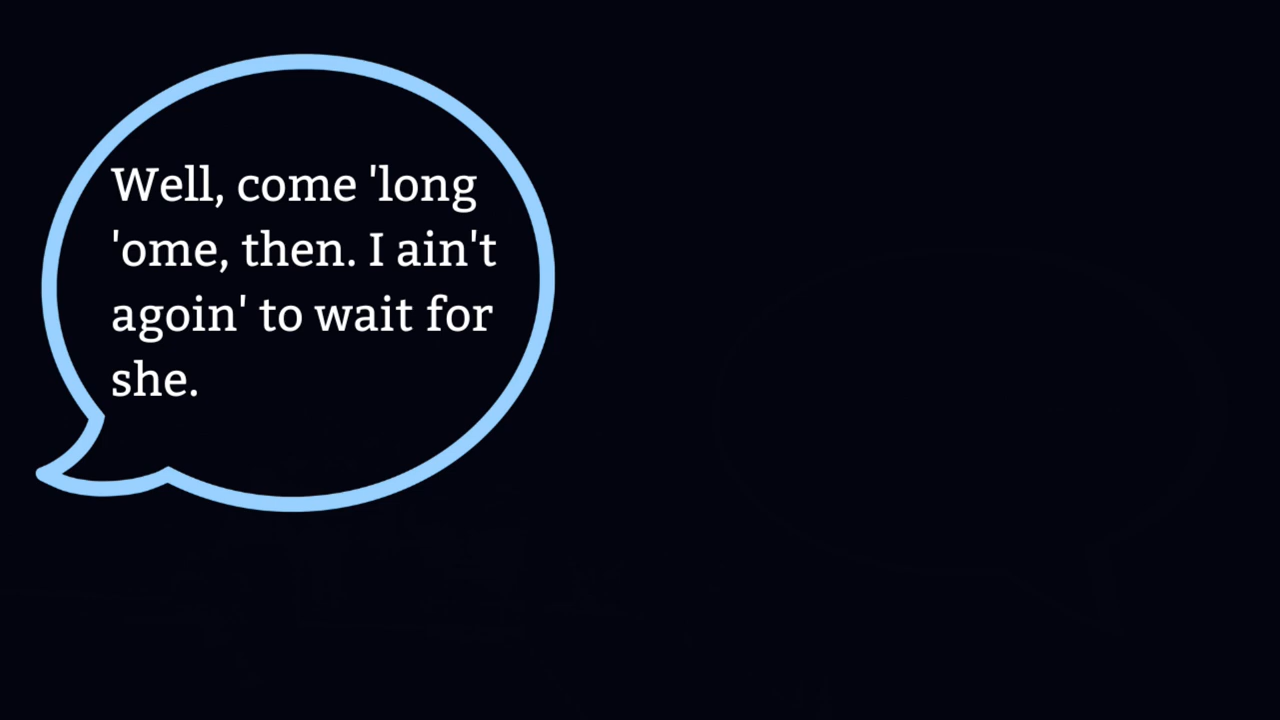 Well, come 'long
'ome, then. I ain't
agoin' to wait for
she.